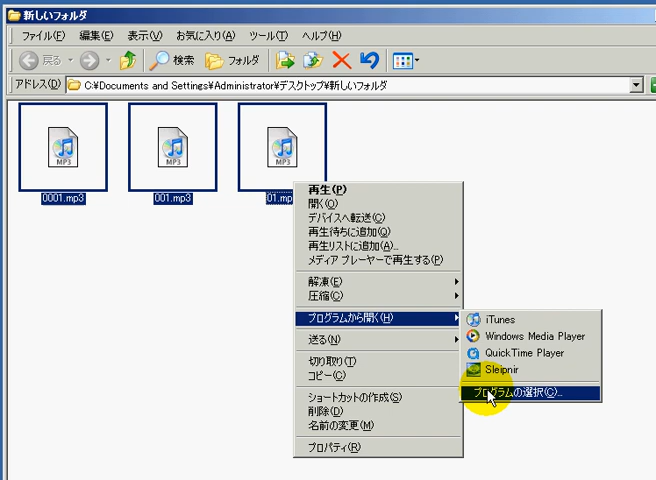 新しいフォルダ
ファイル(F) 編集(E) 表示(V) お気に入り(A) ツール(T) ヘルプ(H)
戻る 検索 フォルダ
アドレス(D) C:¥Documents and Settings¥Administrator¥デスクトップ¥新しいフォルダ
MP3 MP3 MP3
0001.mp3 001.mp3 01.mp
再生(P)
開く(O)
デバイスへ転送(C)
再生待ちに追加(Q)
再生リストに追加(A)...
メディア プレーヤーで再生する(P)
解凍(E)
圧縮(C)
プログラムから開く(H)
iTunes
Windows Media Player
QuickTime Player
Sleipnir
プログラムの選択(C)...
送る(N)
切り取り(T)
コピー(C)
ショートカットの作成(S)
削除(D)
名前の変更(M)
プロパティ(R)